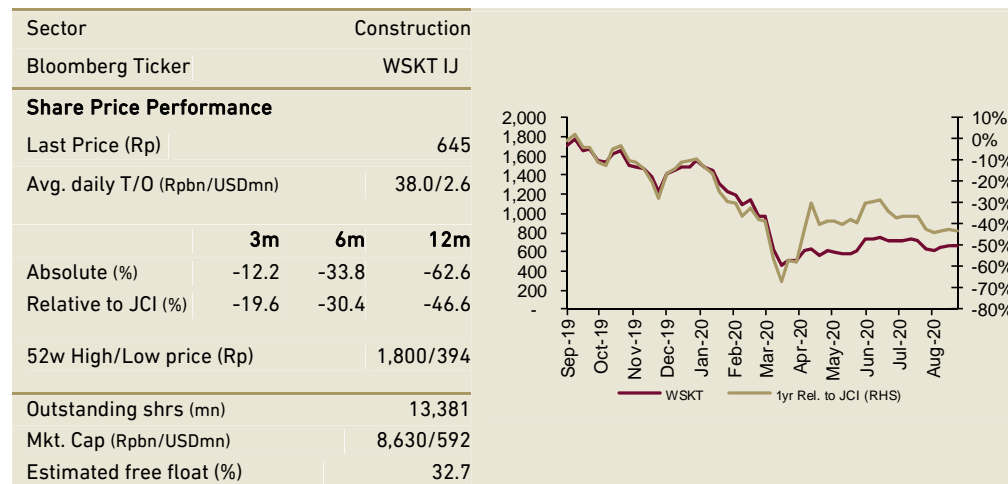 Sector Construction
Bloomberg Ticker WSKT IJ
Share Price Performance
Last Price (Rp) 645
Avg. daily T/O (Rpbn/USDmn) 38.0/2.6
3m 6m 12m
Absolute (%) -12.2 -33.8 -62.6
Relative to JCI (%) -19.6 -30.4 -46.6
52w High/Low price (Rp) 1,800/394
Outstanding shrs (mn) 13,381
Mkt. Cap (Rpbn/USDmn) 8,630/592
Estimated free float (%) 32.7
2,000
1,800
1,600
1,400
1,200
1,000
800
600
400
200
-
10%
0%
-10%
-20%
-30%
-40%
-50%
-60%
-70%
-80%
Sep-19
Oct-19
Nov-19
Dec-19
Jan-20
Feb-20
Mar-20
Apr-20
May-20
Jun-20
Jul-20
Aug-20
WSKT 1yr Rel. to JCI (RHS)